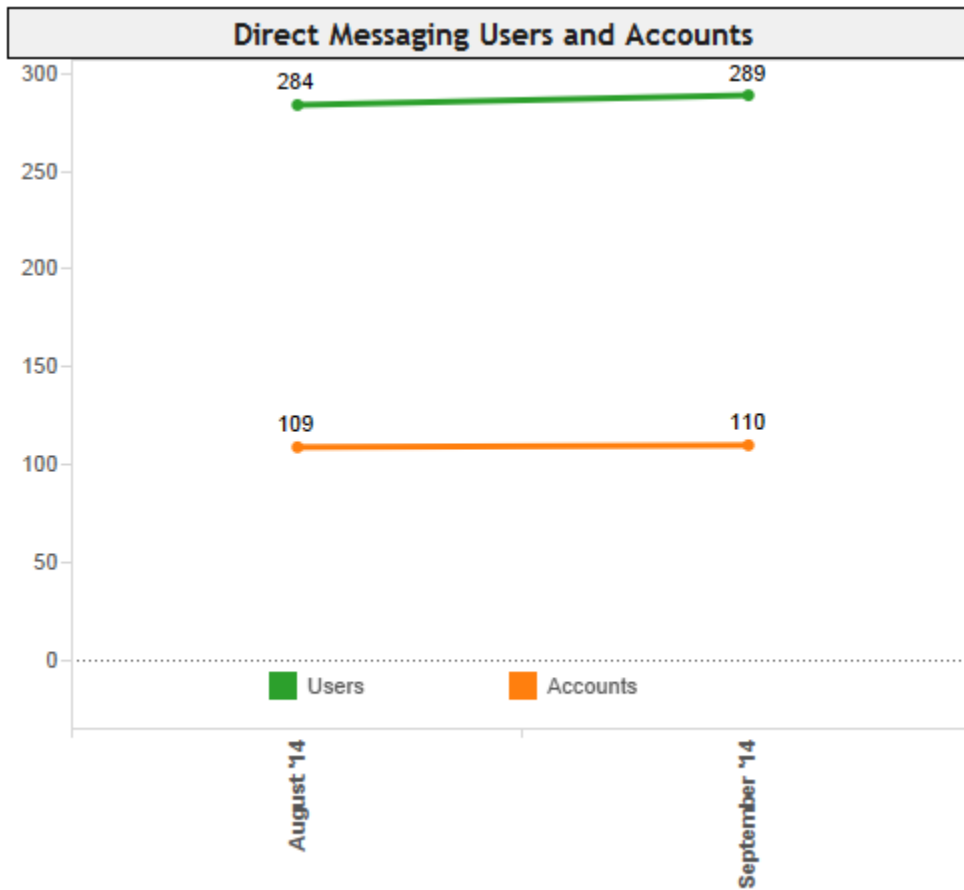 Direct Messaging Users and Accounts
300
284
289
250
200
150
109
110
100
50
0
Users
Accounts
August '14
September '14